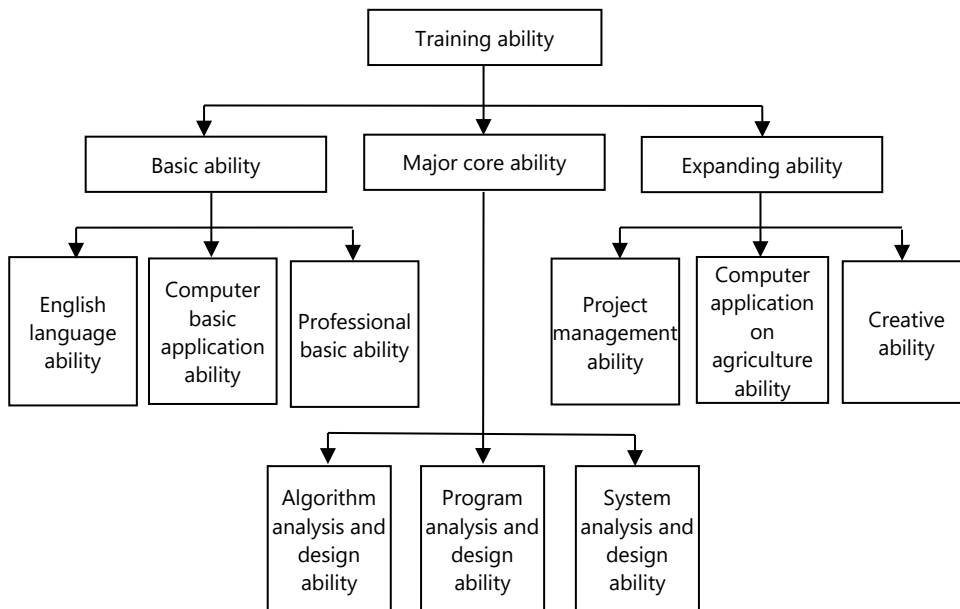 Training ability
Basic ability
Major core ability
Expanding ability
English
language
ability
Computer
basic
application
ability
Professional
basic ability
Project
management
ability
Computer
application
on
agriculture
ability
Creative
ability
Algorithm
analysis and
design
ability
Program
analysis and
design
ability
System
analysis and
design ability